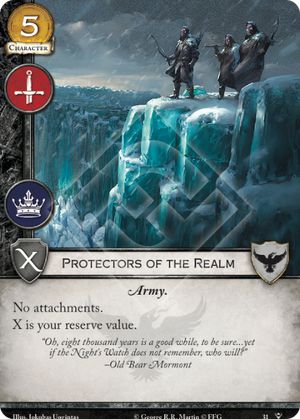 5
Character
X
Protectors of the Realm
Army.
No attachments.
X is your reserve value.
"Oh, eight thousand years is a good while, to be sure...yet
if the Night's Watch does not remember, who will?"
–Old Bear Mormont
Illus. Jokubas Uogintas
© George R.R. Martin © FFG
11